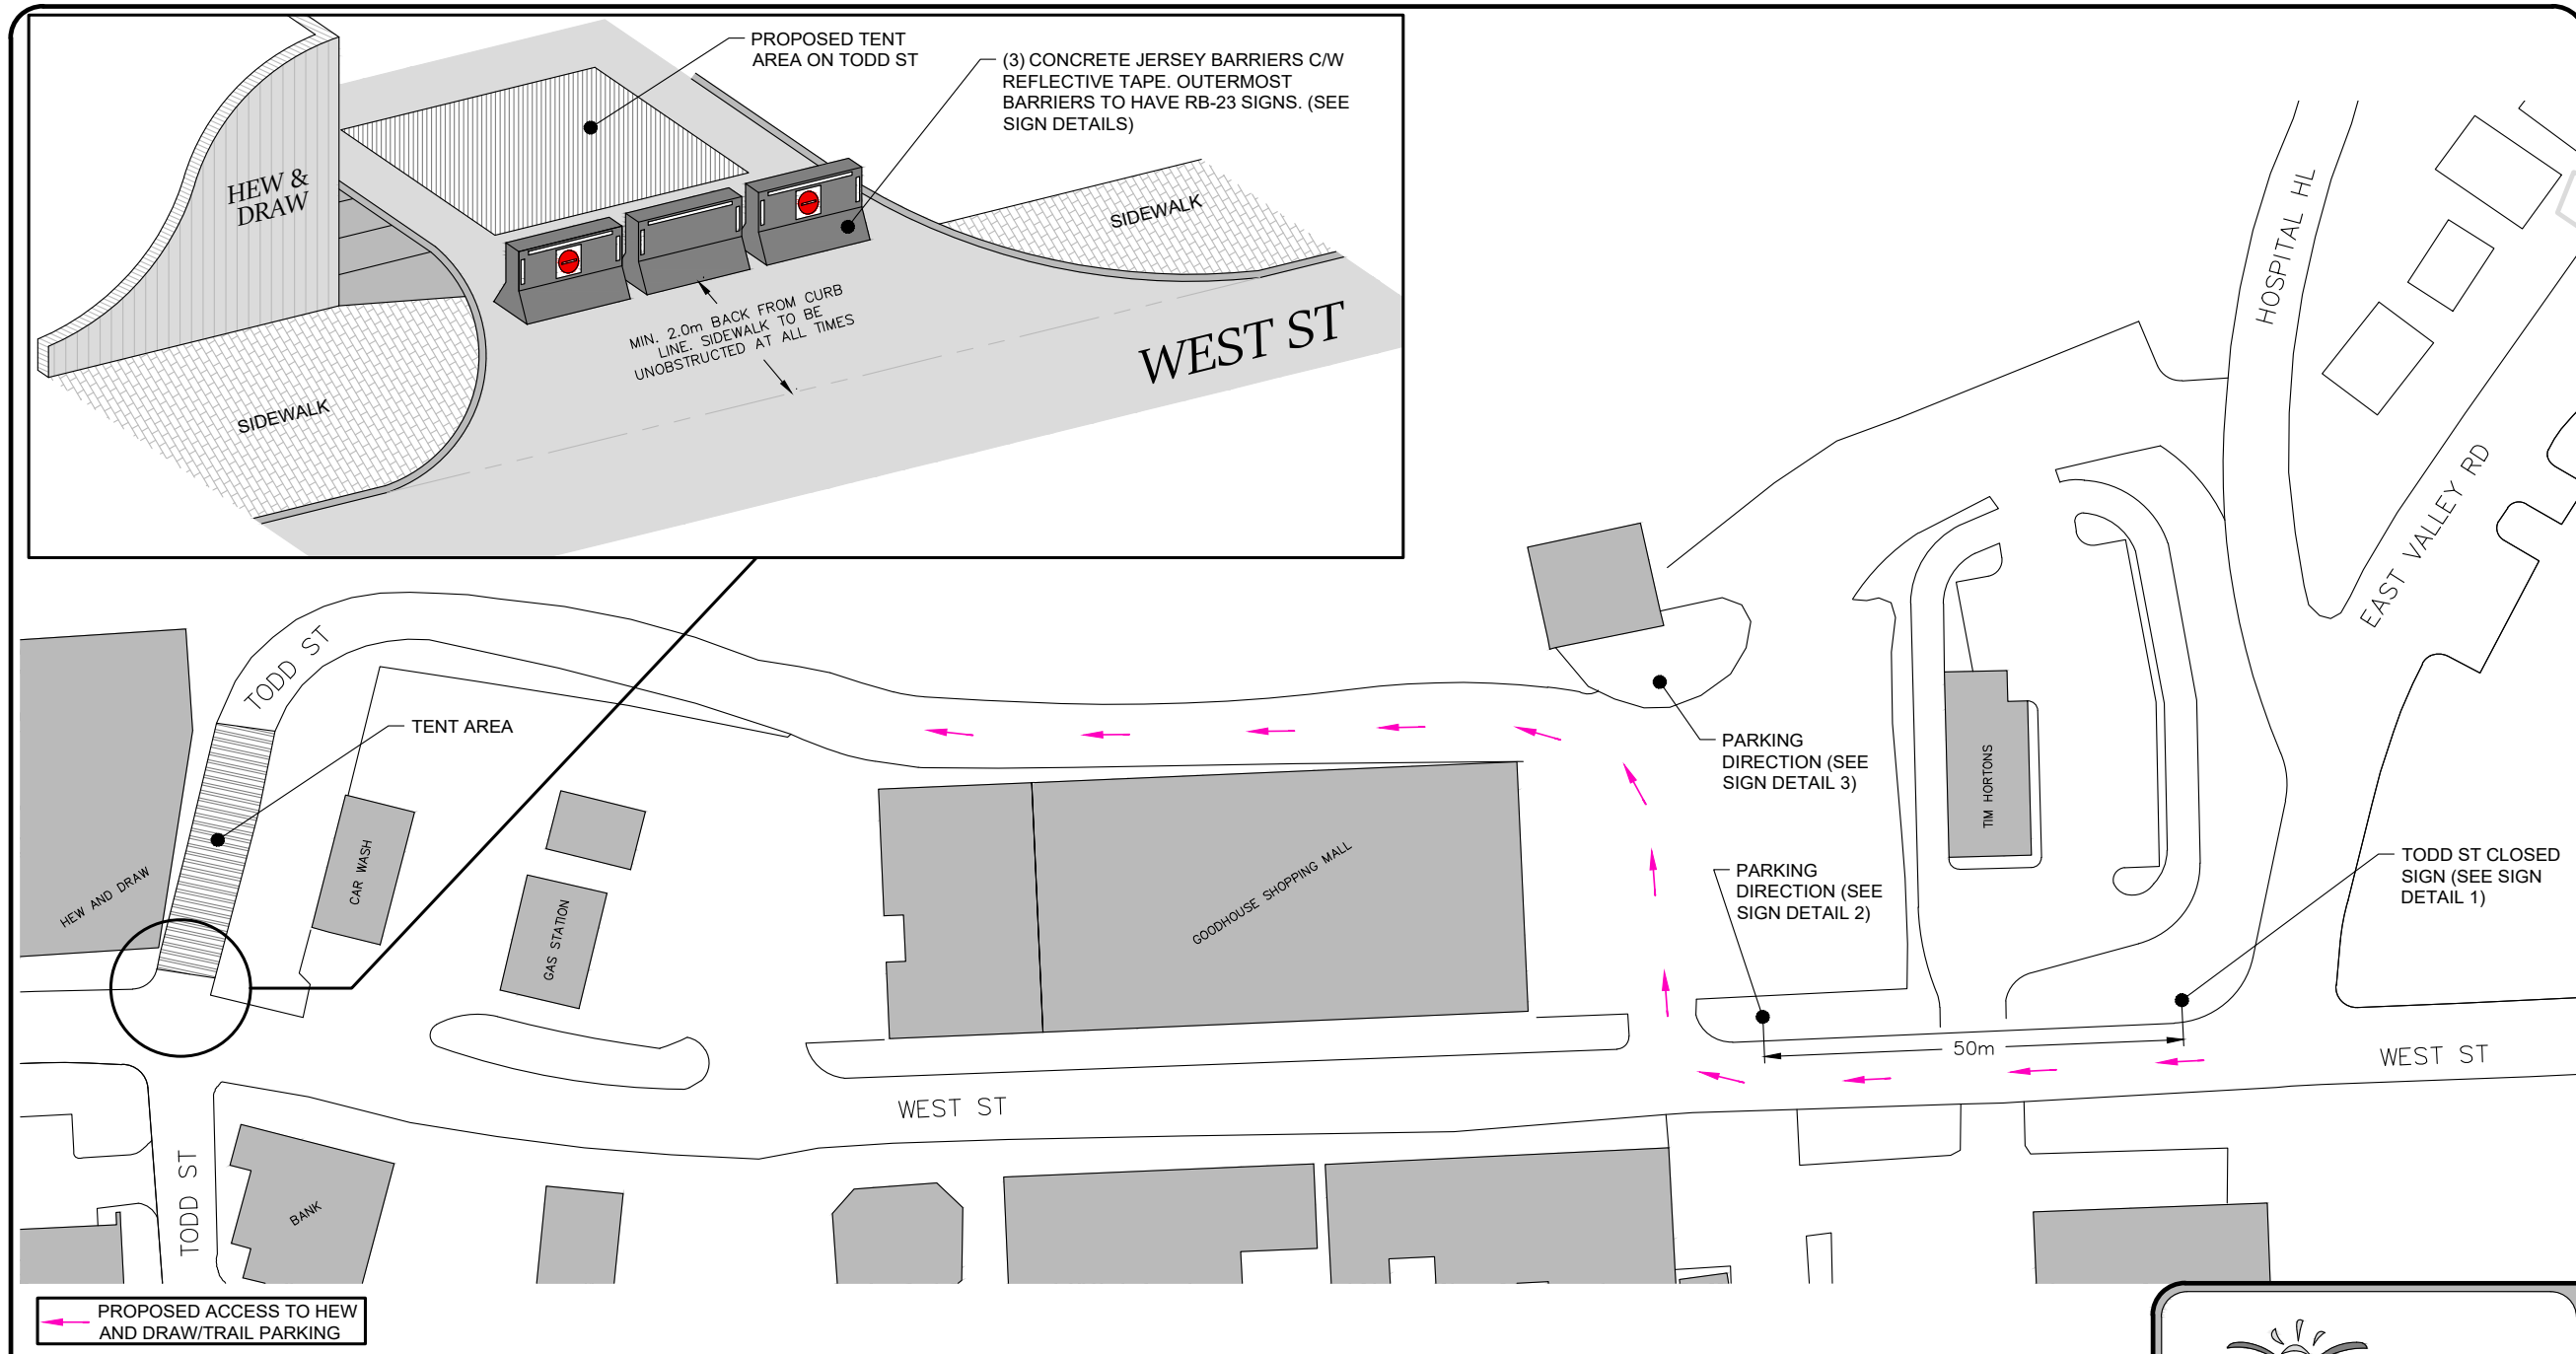 PROPOSED TENT
AREA ON TODD ST
(3) CONCRETE JERSEY BARRIERS C/W
REFLECTIVE TAPE. OUTERMOST
BARRIERS TO HAVE RB-23 SIGNS. (SEE
SIGN DETAILS)
HEW &
DRAW
SIDEWALK
MIN. 2.0m BACK FROM CURB
LINE. SIDEWALK TO BE
UNOBSTRUCTED AT ALL TIMES
WEST ST
SIDEWALK
HOSPITAL HL
EAST VALLEY RD
TODD ST
TENT AREA
PARKING
DIRECTION (SEE
SIGN DETAIL 3)
TIM HORTONS
CAR WASH
HEW AND DRAW
GAS STATION
GOODHOUSE SHOPPING MALL
PARKING
DIRECTION (SEE
SIGN DETAIL 2)
TODD ST CLOSED
SIGN (SEE SIGN
DETAIL 1)
50m
WEST ST
WEST ST
TODD ST
BANK
PROPOSED ACCESS TO HEW
AND DRAW/TRAIL PARKING